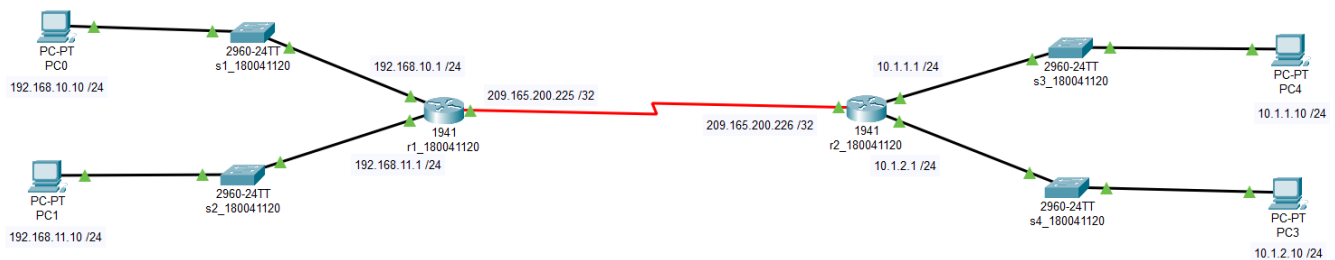 PC-PT
PC0
192.168.10.10 /24
2960-24TT
s1_180041120
192.168.10.1 /24
209.165.200.225 /32
1941
r1_180041120
192.168.11.1 /24
2960-24TT
s2_180041120
PC-PT
PC1
192.168.11.10 /24
10.1.1.1 /24
2960-24TT
s3_180041120
PC-PT
PC4
10.1.1.10 /24
209.165.200.226 /32
1941
r2_180041120
10.1.2.1 /24
2960-24TT
s4_180041120
PC-PT
PC3
10.1.2.10 /24